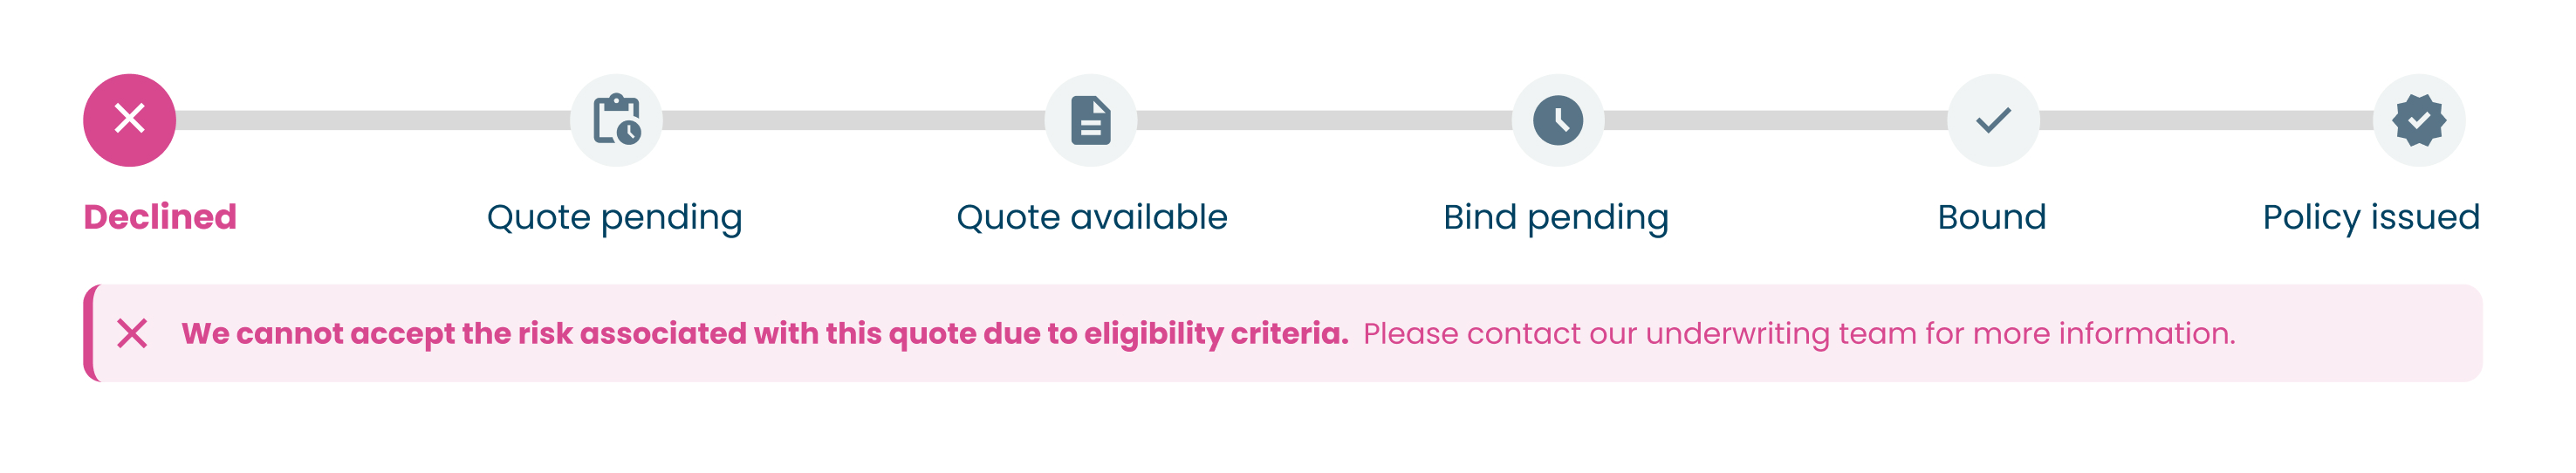 Declined Quote pending Quote available Bind pending Bound Policy issued
We cannot accept the risk associated with this quote due to eligibility criteria. Please contact our underwriting team for more information.